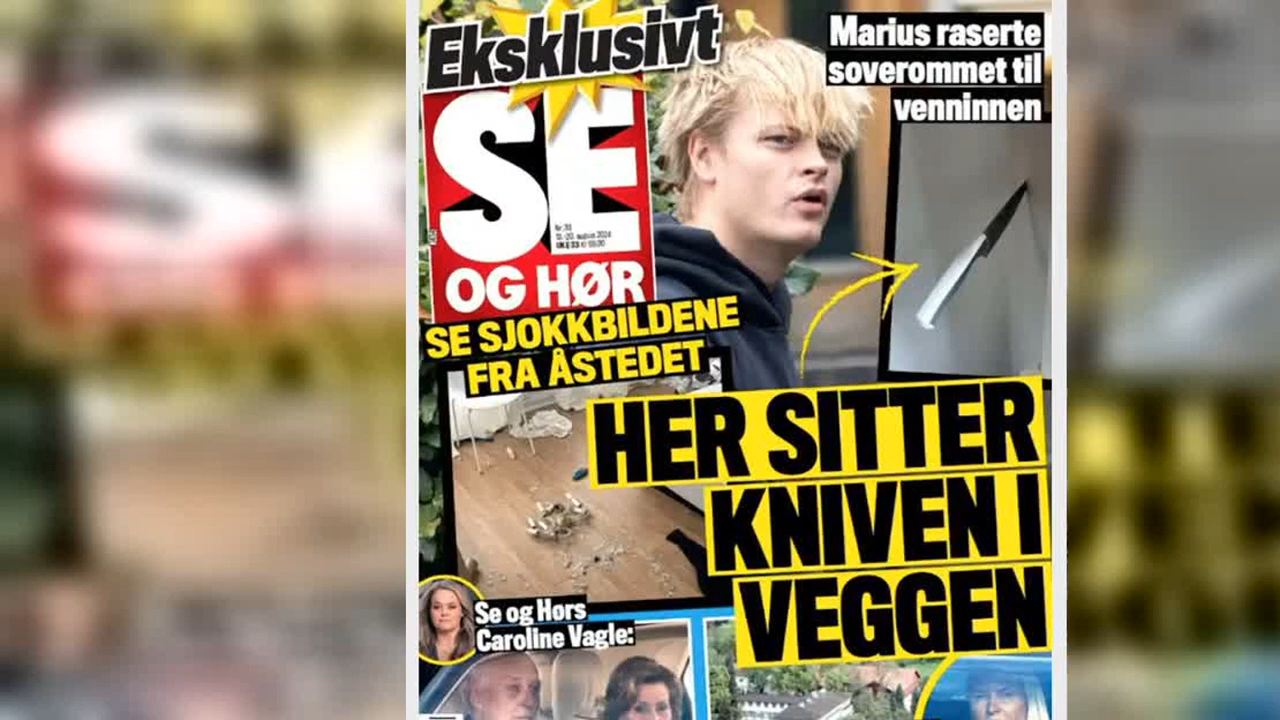 Eksklusivt
SE
OG HØR
Marius raserte
soverommet til
venninnen
SE SJOKKBILDENE
FRA ÅSTEDET
HER SITTER
KNIVEN I
VEGGEN
Se og Hørs
Caroline Vagle: